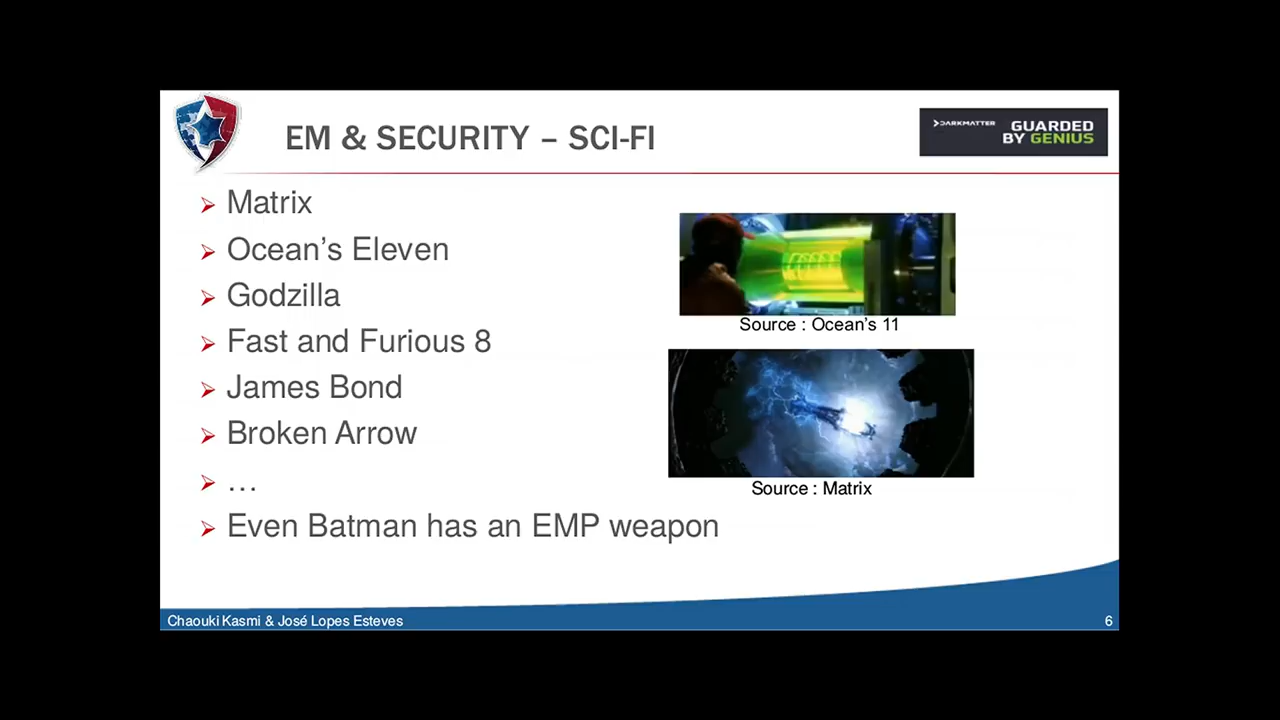 EM & SECURITY – SCI-FI
DARKMATTER
GUARDED
BY GENIUS
Matrix
Ocean’s Eleven
Godzilla
Fast and Furious 8
James Bond
Broken Arrow
…
Even Batman has an EMP weapon
Source : Ocean’s 11
Source : Matrix
Chaouki Kasmi & José Lopes Esteves
6